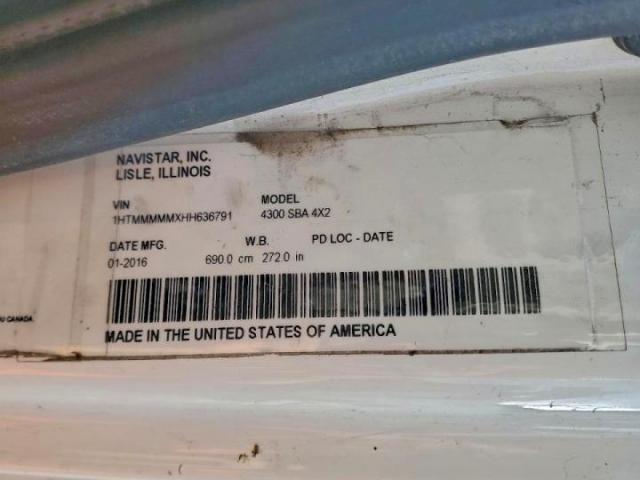 NAVISTAR, INC.
LISLE, ILLINOIS
VIN MODEL
1HTMMMMMXHH636791 4300 SBA 4X2
DATE MFG. W.B. PD LOC - DATE
01-2016 690.0 cm 272.0 in
CANADA
MADE IN THE UNITED STATES OF AMERICA